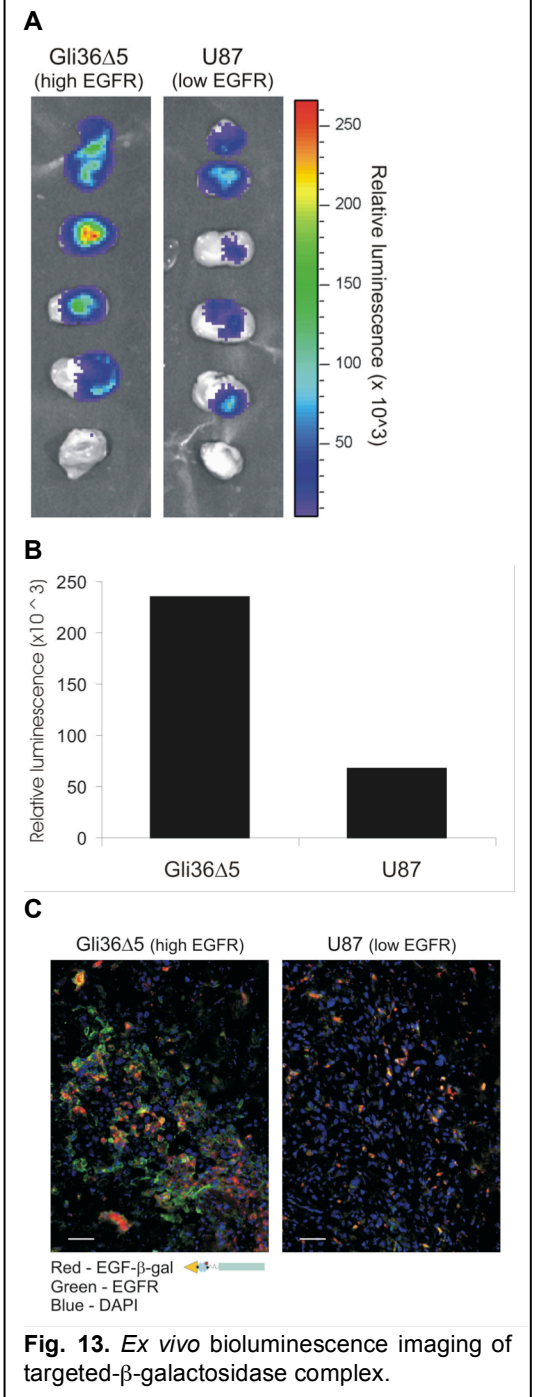 A
Gli36Δ5
(high EGFR)
U87
(low EGFR)
250
200
150
100
50
Relative luminescence (x 10^3)
B
Relative luminescence (x10 ^ 3)
250
200
150
100
50
0
Gli36Δ5
U87
C
Gli36Δ5 (high EGFR)
U87 (low EGFR)
Red - EGF-β-gal
Green - EGFR
Blue - DAPI
Fig. 13. Ex vivo bioluminescence imaging of
targeted-β-galactosidase complex.